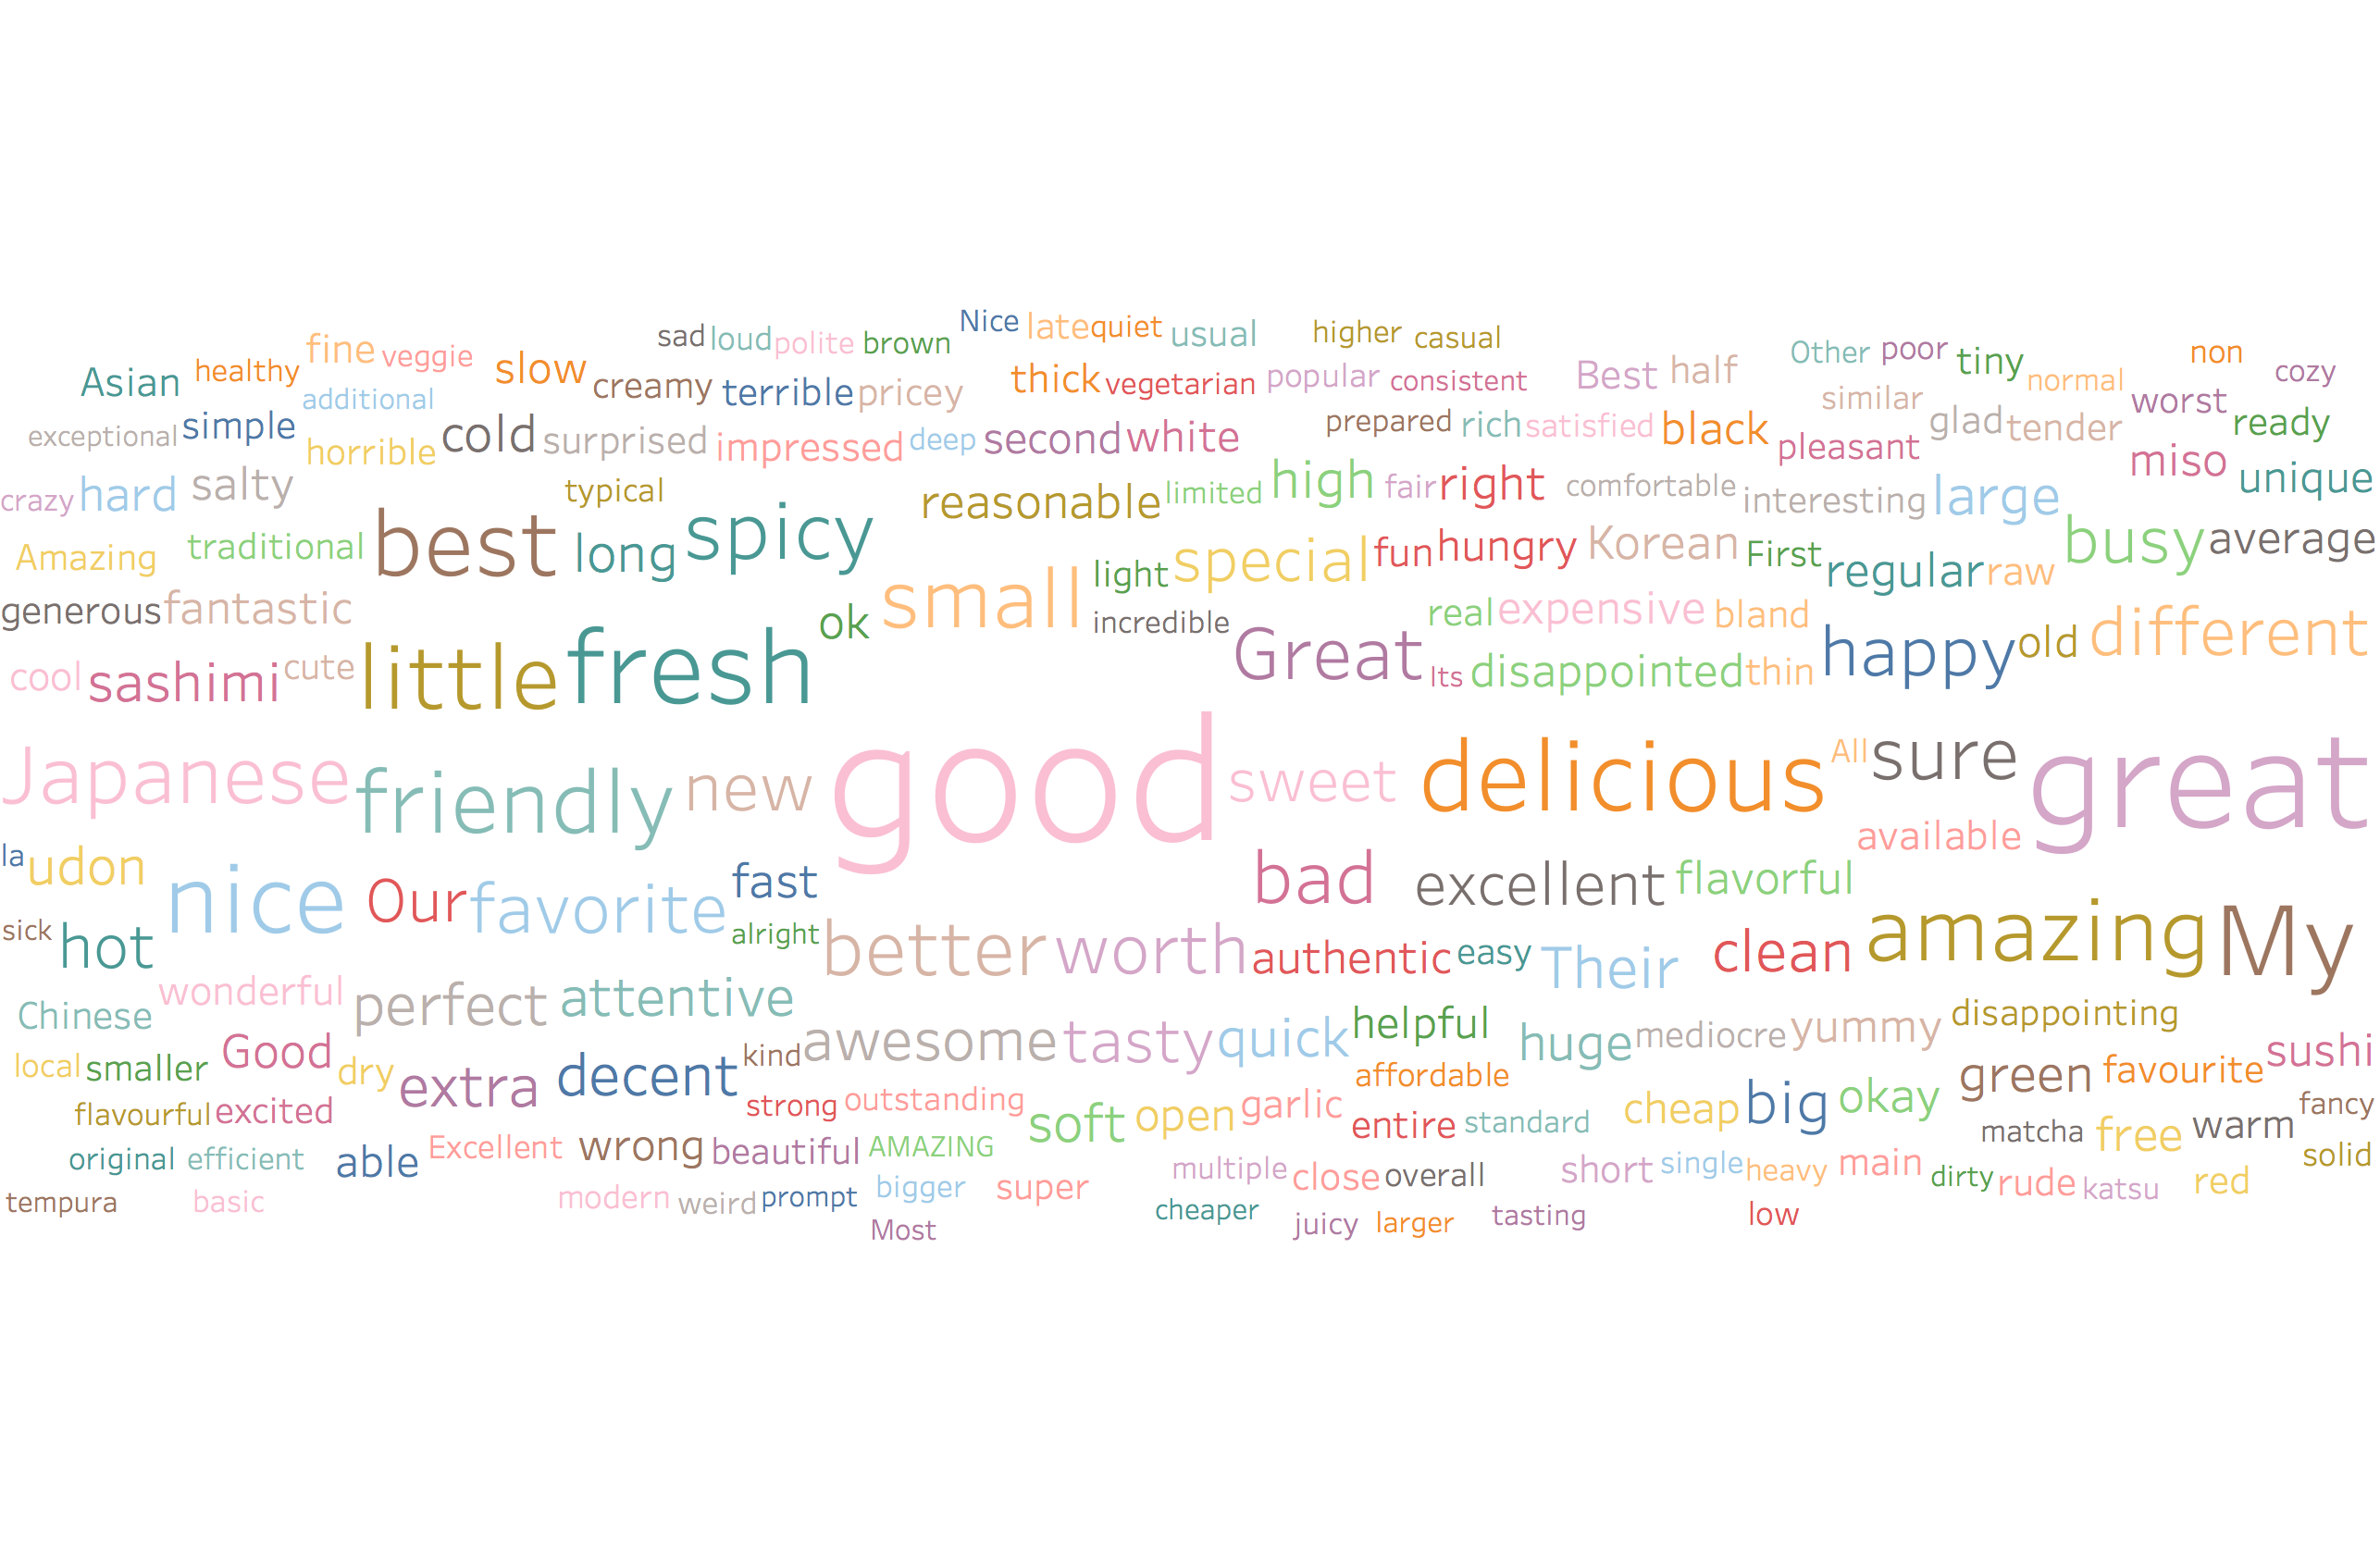 sad loud polite brown Nice late quiet usual higher casual
Asian healthy fine veggie slow creamy terrible pricey thick vegetarian popular consistent Best half Other poor tiny normal non cozy
additional similar worst
exceptional simple horrible cold surprised impressed deep second white prepared rich satisfied black pleasant glad tender ready
crazy hard salty typical reasonable limited high fair right comfortable interesting large miso unique
Amazing traditional best long spicy light special fun hungry Korean First regular raw busy average
generous fantastic ok small incredible real expensive bland different
cool sashimi cute little fresh Great Its disappointed thin happy old
Japanese friendly new good sweet delicious All sure great
la udon bad excellent flavorful available
nice Our favorite fast
sick hot alright better worth authentic easy Their clean amazing My
Chinese wonderful perfect attentive helpful disappointing
local smaller Good dry kind awesome tasty quick huge mediocre yummy sushi
extra decent affordable green favourite
flavourful excited strong outstanding soft open garlic entire standard cheap big okay matcha free warm fancy
original efficient able Excellent wrong beautiful AMAZING multiple close overall short single heavy main dirty rude katsu red solid
tempura basic modern weird prompt bigger super cheaper low
Most juicy larger tasting